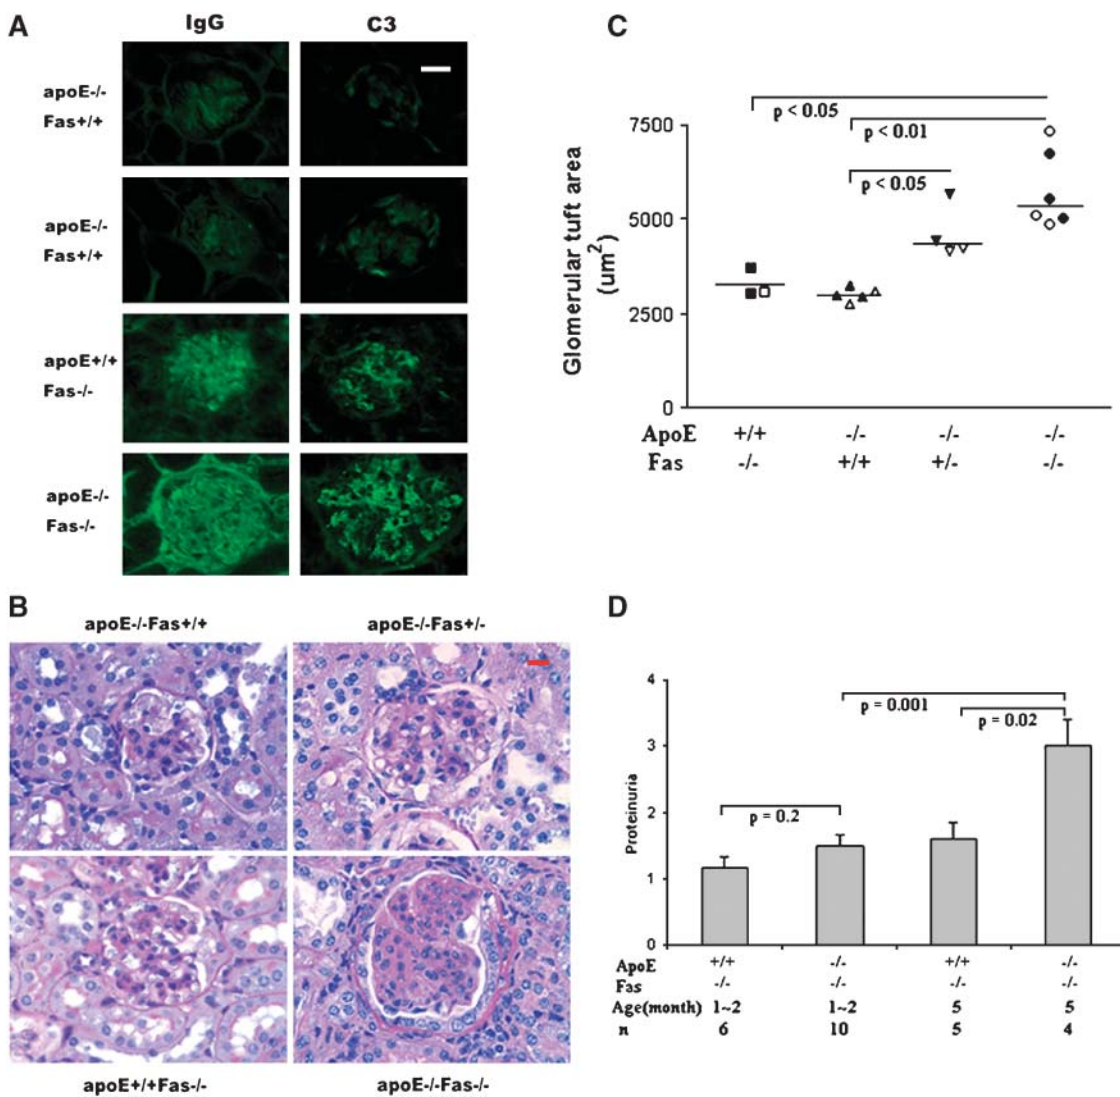 A
IgG
C3
apoE-/-
Fas+/+
apoE-/-
Fas+/+
apoE+/+
Fas-/-
apoE-/-
Fas-/-
B
apoE-/-Fas+/+
apoE-/-Fas+/-
apoE+/+Fas-/-
apoE-/-Fas-/-
C
Glomerular tuft area
(um²)
7500
5000
2500
0
p < 0.05
p < 0.01
p < 0.05
ApoE +/+ -/- -/- -/-
Fas -/- +/+ +/- -/-
D
Proteinuria
4
3
2
1
0
p = 0.001
p = 0.02
p = 0.2
ApoE +/+ -/- +/+ -/-
Fas -/- -/- -/- -/-
Age(month) 1~2 1~2 5 5
n 6 10 5 4